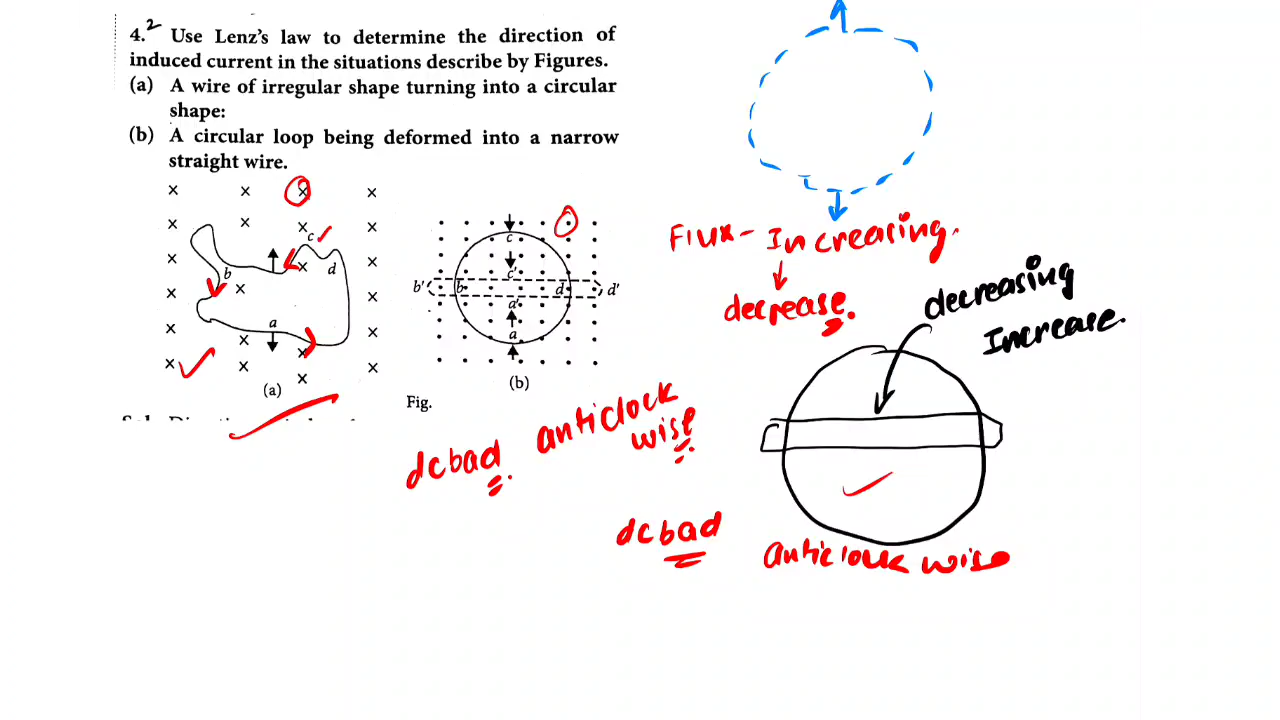 4.2 Use Lenz's law to determine the direction of
induced current in the situations describe by Figures.
(a) A wire of irregular shape turning into a circular
shape:
(b) A circular loop being deformed into a narrow
straight wire.
x x x x
x x x c x
x b x d x
x x x
x a x x
x x x
x
(a)
c
c'
b' b d d'
a'
a
(b)
Fig.
Flux - Increasing.
decrease.
decreasing
Increase.
dcbad anticlock
wise
dcbad
anticlock wise